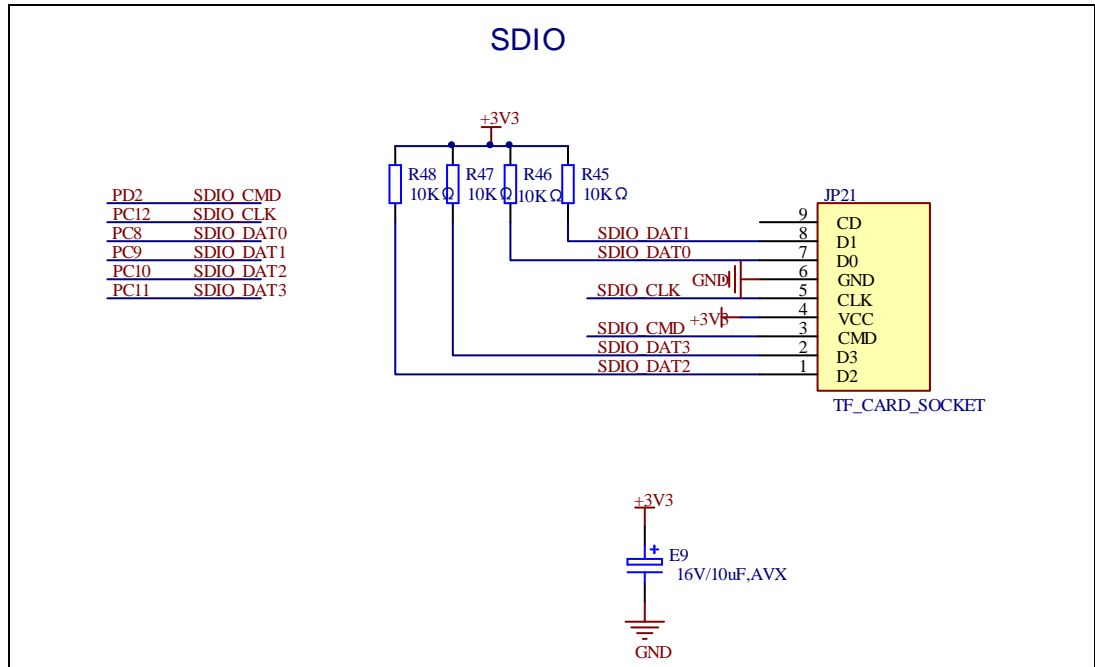 SDIO
+3V3
R48 R47 R46 R45
10KΩ 10KΩ 10KΩ 10KΩ
PD2 SDIO_CMD
PC12 SDIO_CLK
PC8 SDIO_DAT0
PC9 SDIO_DAT1
PC10 SDIO_DAT2
PC11 SDIO_DAT3
JP21
9 CD
SDIO_DAT1 8 D1
SDIO_DAT0 7 D0
GND 6 GND
SDIO_CLK 5 CLK
+3V3 4 VCC
SDIO_CMD 3 CMD
SDIO_DAT3 2 D3
SDIO_DAT2 1 D2
TF_CARD_SOCKET
+3V3
+
E9
16V/10uF,AVX
GND